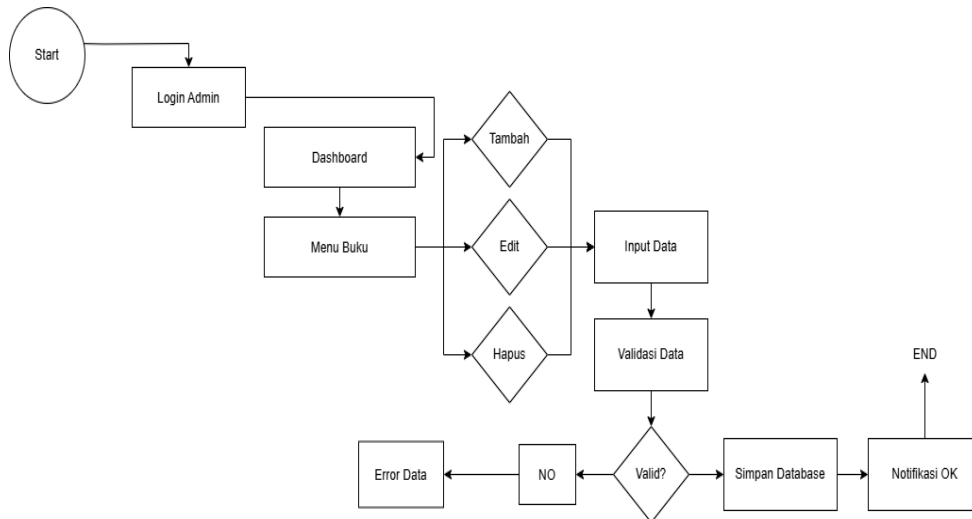 Start
Login Admin
Dashboard
Menu Buku
Tambah
Edit
Hapus
Input Data
Validasi Data
Valid?
NO
Error Data
Simpan Database
Notifikasi OK
END